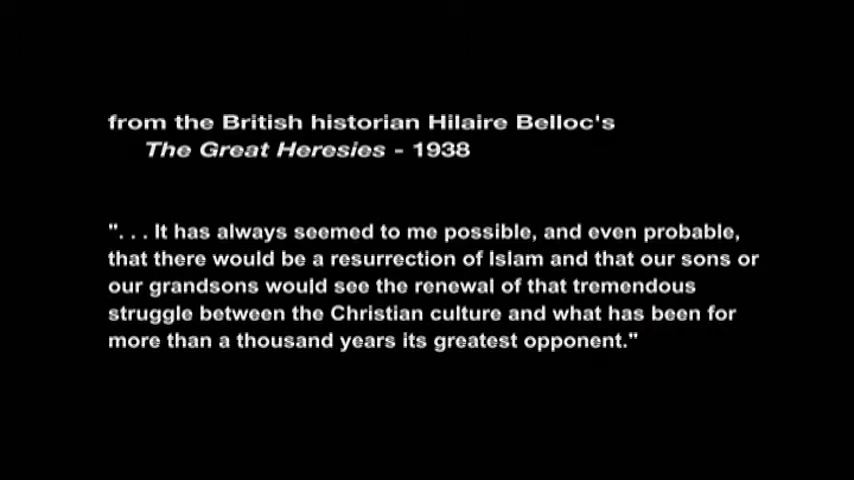 from the British historian Hilaire Belloc's
The Great Heresies - 1938
". . . It has always seemed to me possible, and even probable,
that there would be a resurrection of Islam and that our sons or
our grandsons would see the renewal of that tremendous
struggle between the Christian culture and what has been for
more than a thousand years its greatest opponent."